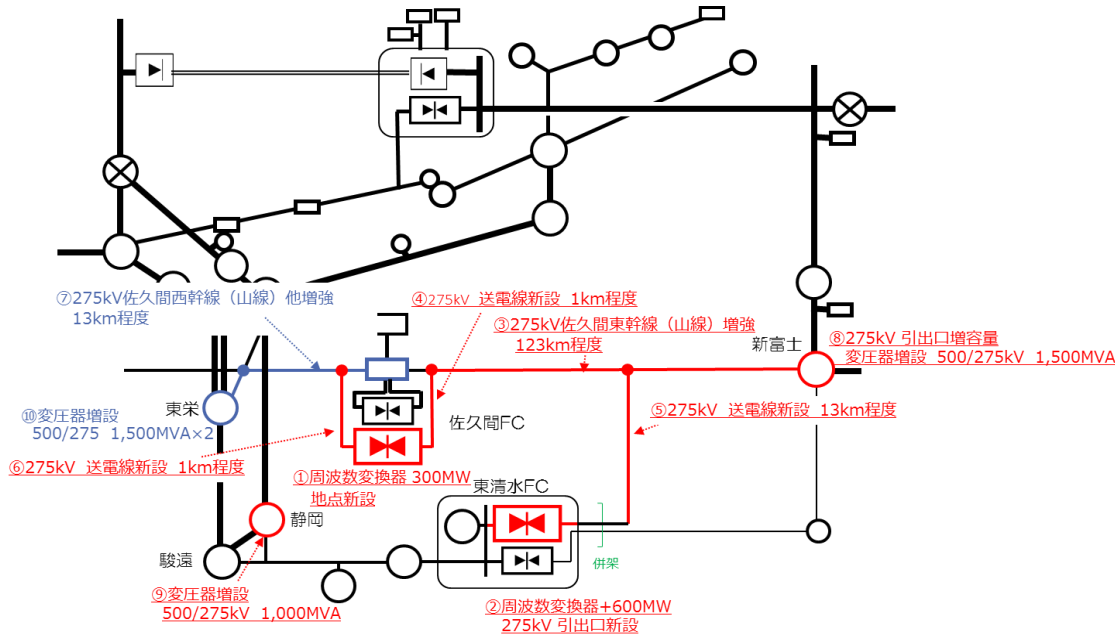 ⑦275kV佐久間西幹線（山線）他増強
13km程度
④275kV 送電線新設 1km程度
③275kV佐久間東幹線（山線）増強
123km程度
新富士
⑧275kV 引出口増容量
変圧器増設 500/275kV 1,500MVA
東栄
⑩変圧器増設
500/275 1,500MVA×2
佐久間FC
⑤275kV 送電線新設 13km程度
⑥275kV 送電線新設 1km程度
①周波数変換器 300MW
地点新設
東清水FC
静岡
駿遠
併架
⑨変圧器増設
500/275kV 1,000MVA
②周波数変換器+600MW
275kV 引出口新設